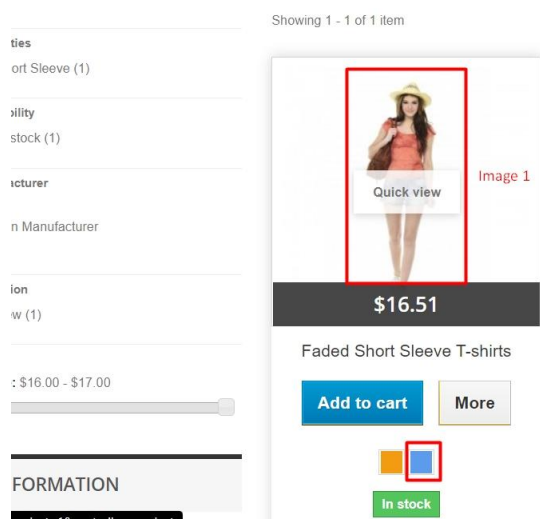 Showing 1 - 1 of 1 item
ties
ort Sleeve (1)
bility
stock (1)
acturer
n Manufacturer
ion
w (1)
: $16.00 - $17.00
FORMATION
Image 1
Quick view
$16.51
Faded Short Sleeve T-shirts
Add to cart
More
In stock